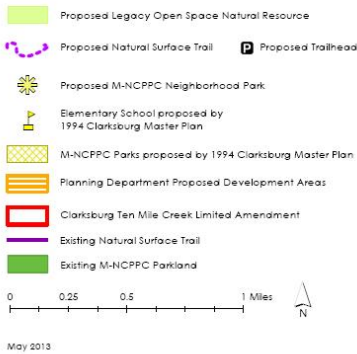 Proposed Legacy Open Space Natural Resource
Proposed Natural Surface Trail
P Proposed Trailhead
Proposed M-NCPPC Neighborhood Park
Elementary School proposed by
1994 Clarksburg Master Plan
M-NCPPC Parks proposed by 1994 Clarksburg Master Plan
Planning Department Proposed Development Areas
Clarksburg Ten Mile Creek Limited Amendment
Existing Natural Surface Trail
Existing M-NCPPC Parkland
0 0.25 0.5 1 Miles
N
May 2013